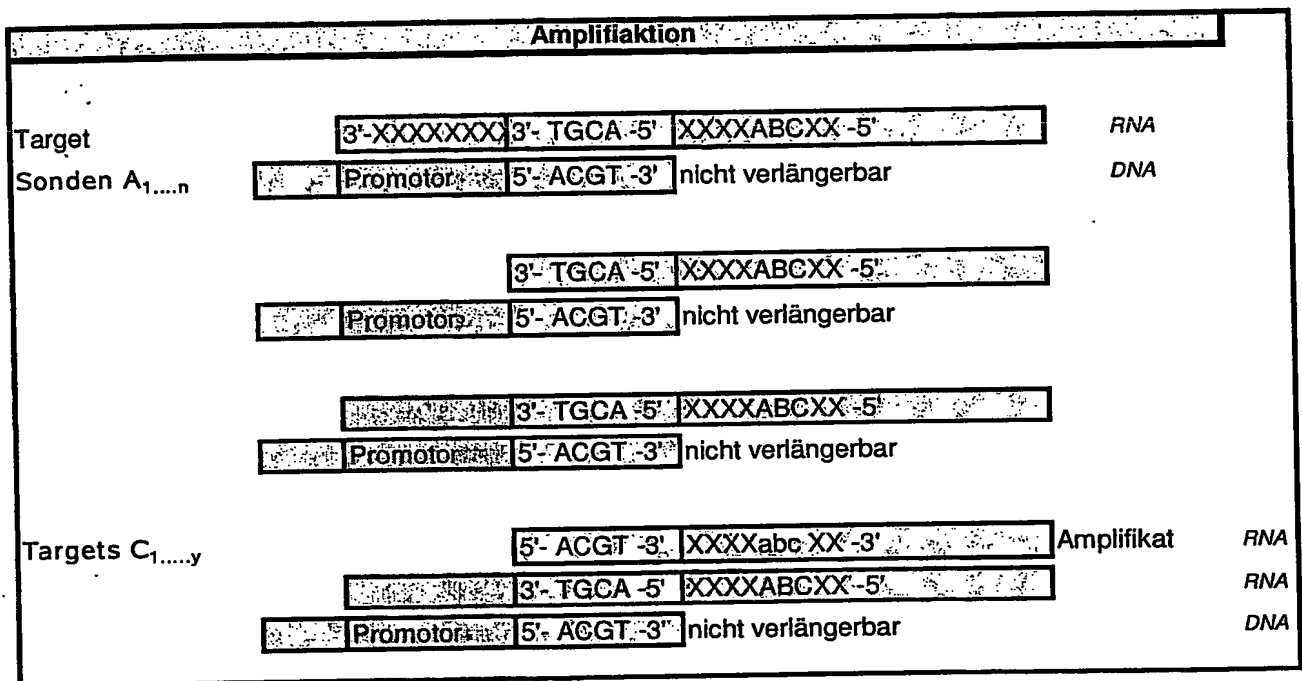 Amplifiaktion
Target 3'-XXXXXXXX 3'- TGCA -5' XXXXABCXX -5' RNA
Sonden A1....n Promotor 5'- ACGT -3' nicht verlängerbar DNA
3'- TGCA -5' XXXXABCXX -5'
Promotor 5'- ACGT -3' nicht verlängerbar
3'- TGCA -5' XXXXABCXX -5'
Promotor 5'- ACGT -3' nicht verlängerbar
Targets C1.....y 5'- ACGT -3' XXXXabc XX -3' Amplifikat RNA
3'- TGCA -5' XXXXABCXX -5' RNA
Promotor 5'- ACGT -3' nicht verlängerbar DNA